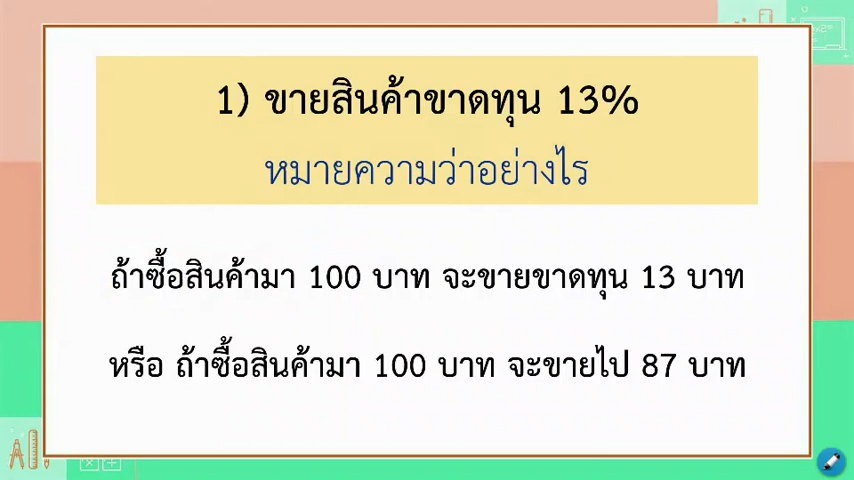 1) ขายสินค้าขาดทุน 13%
หมายความว่าอย่างไร
ถ้าซื้อสินค้ามา 100 บาท จะขายขาดทุน 13 บาท
หรือ ถ้าซื้อสินค้ามา 100 บาท จะขายไป 87 บาท